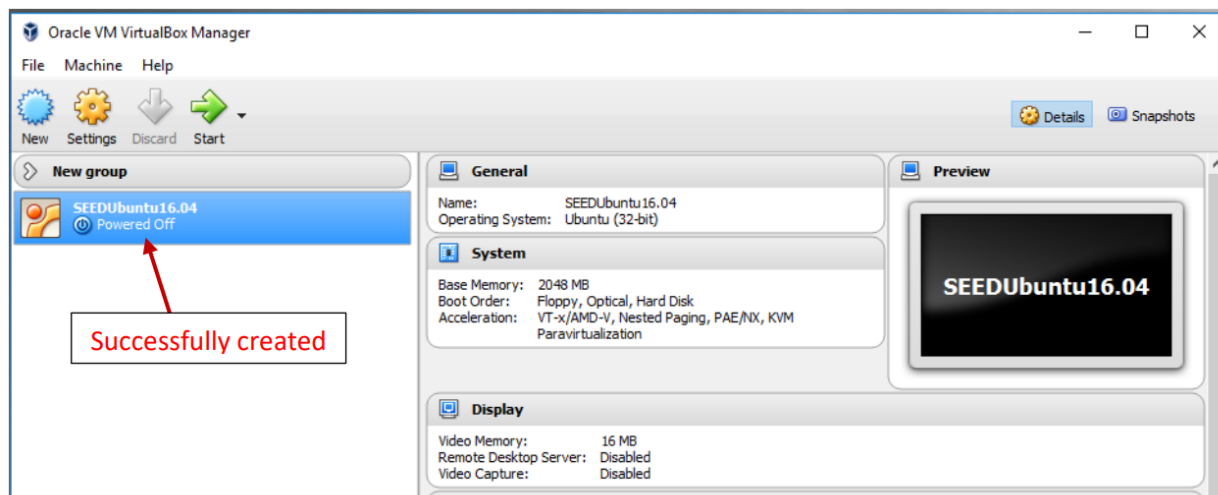 Oracle VM VirtualBox Manager
File Machine Help
New Settings Discard Start
Details Snapshots
New group
SEEDUbuntu16.04
Powered Off
Successfully created
General
Name: SEEDUbuntu16.04
Operating System: Ubuntu (32-bit)
System
Base Memory: 2048 MB
Boot Order: Floppy, Optical, Hard Disk
Acceleration: VT-x/AMD-V, Nested Paging, PAE/NX, KVM
Paravirtualization
Preview
SEEDUbuntu16.04
Display
Video Memory: 16 MB
Remote Desktop Server: Disabled
Video Capture: Disabled